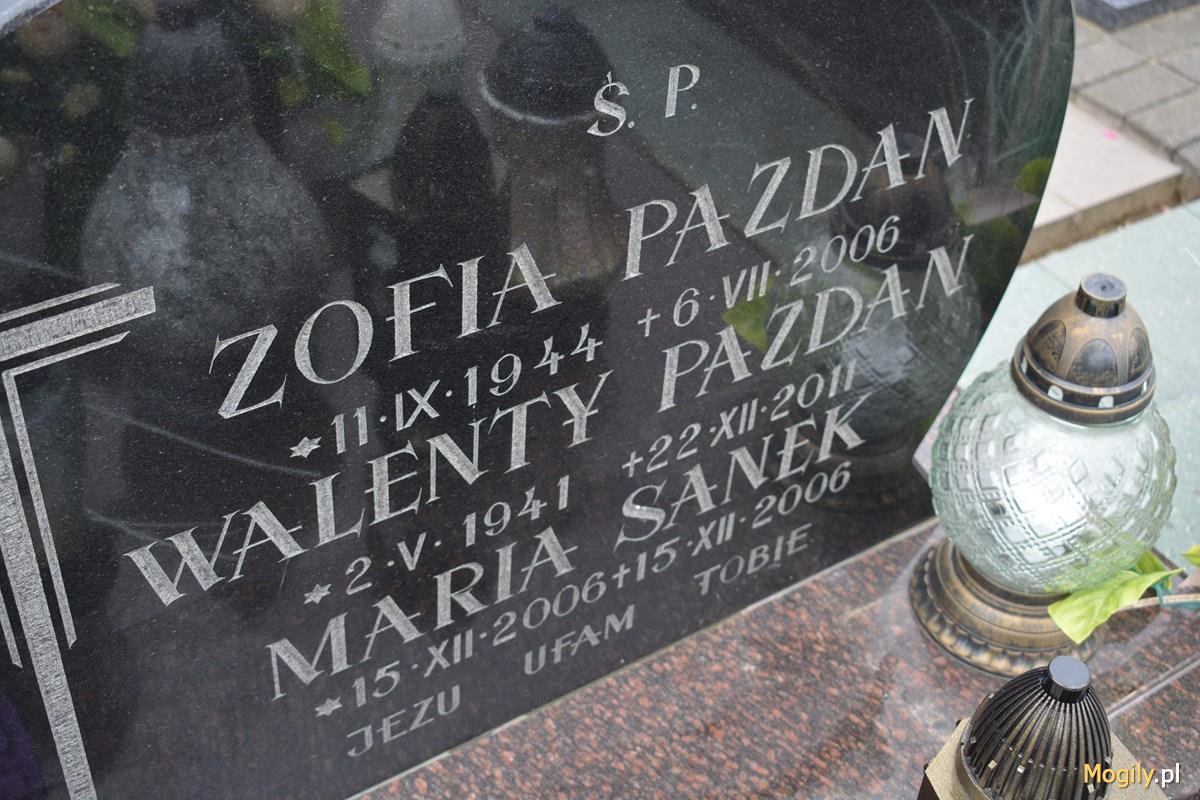 Ś. P.
ZOFIA PAZDAN
*11·IX·1944 +6·VII·2006
WALENTY PAZDAN
*2·V·1941 +22·XII·2011
MARIA SANEK
*15·XII·2006+15·XII·2006
JEZU UFAM TOBIE
Mogily.pl